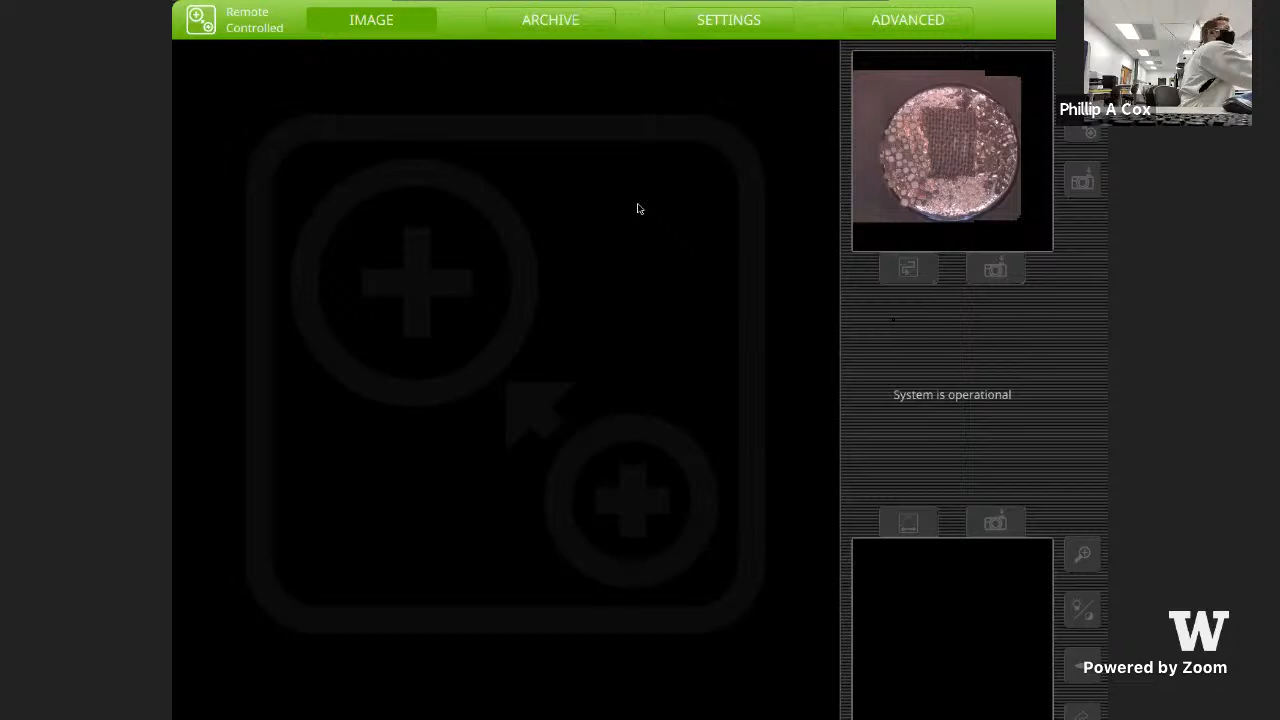 Remote
Controlled
IMAGE
ARCHIVE
SETTINGS
ADVANCED
Phillip A Cox
System is operational
W
Powered by Zoom